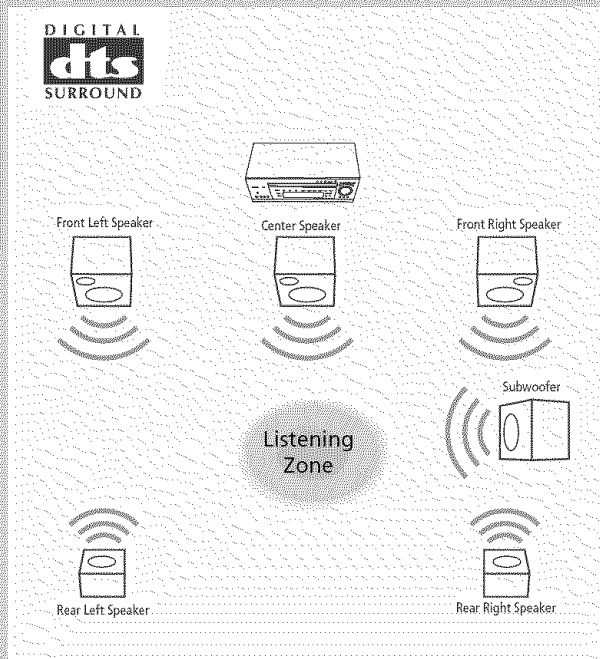 DIGITAL
dts
SURROUND
Front Left Speaker
Center Speaker
Front Right Speaker
Subwoofer
Listening
Zone
Rear Left Speaker
Rear Right Speaker